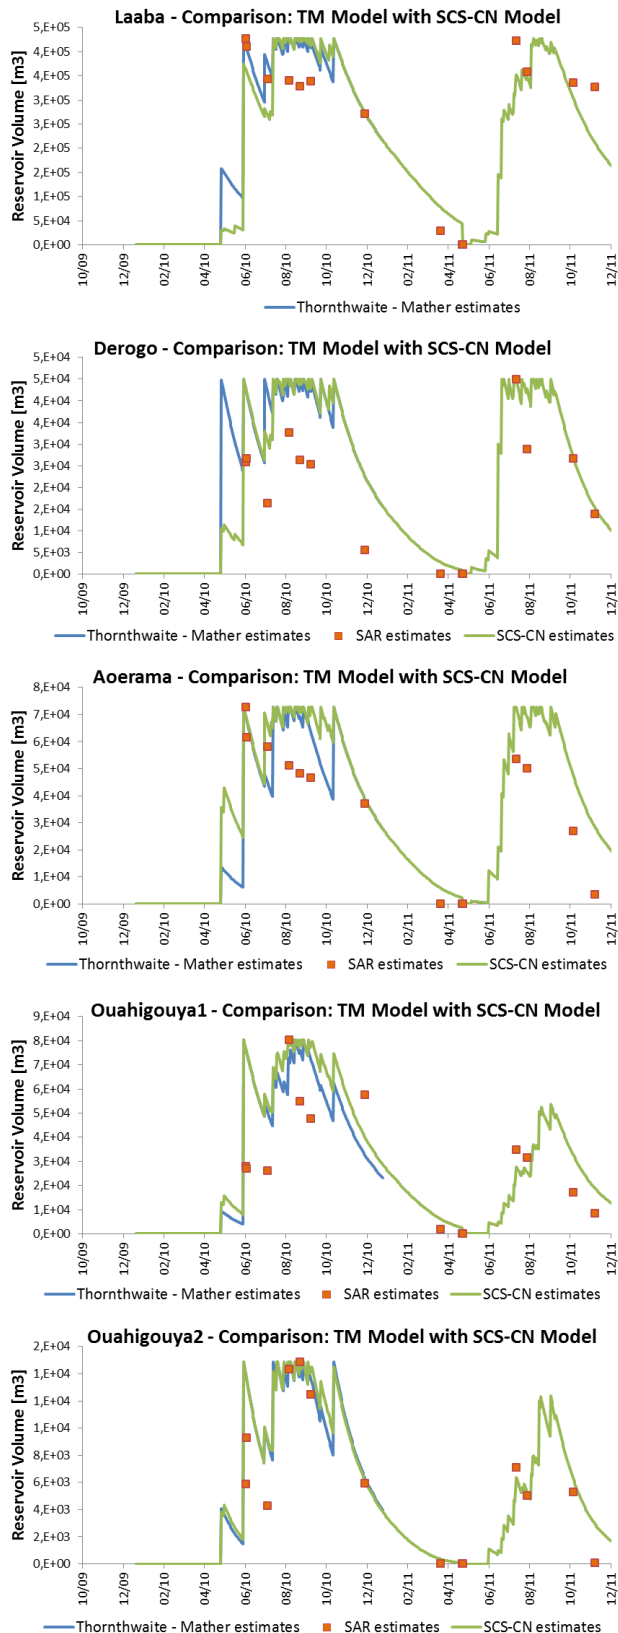 Laaba - Comparison: TM Model with SCS-CN Model
Reservoir Volume [m3]
5,E+05
4,E+05
4,E+05
3,E+05
3,E+05
2,E+05
2,E+05
1,E+05
5,E+04
0,E+00
10/09 12/09 02/10 04/10 06/10 08/10 10/10 12/10 02/11 04/11 06/11 08/11 10/11 12/11
Thornthwaite - Mather estimates
Derogo - Comparison: TM Model with SCS-CN Model
Reservoir Volume [m3]
5,E+04
5,E+04
4,E+04
4,E+04
3,E+04
2,E+04
2,E+04
1,E+04
5,E+03
0,E+00
10/09 12/09 02/10 04/10 06/10 08/10 10/10 12/10 02/11 04/11 06/11 08/11 10/11 12/11
Thornthwaite - Mather estimates SAR estimates SCS-CN estimates
Aoerama - Comparison: TM Model with SCS-CN Model
Reservoir Volume [m3]
8,E+04
7,E+04
6,E+04
5,E+04
4,E+04
3,E+04
2,E+04
1,E+04
0,E+00
10/09 12/09 02/10 04/10 06/10 08/10 10/10 12/10 02/11 04/11 06/11 08/11 10/11 12/11
Thornthwaite - Mather estimates SAR estimates SCS-CN estimates
Ouahigouya1 - Comparison: TM Model with SCS-CN Model
Reservoir Volume [m3]
9,E+04
8,E+04
7,E+04
6,E+04
5,E+04
4,E+04
3,E+04
2,E+04
1,E+04
0,E+00
10/09 12/09 02/10 04/10 06/10 08/10 10/10 12/10 02/11 04/11 06/11 08/11 10/11 12/11
Thornthwaite - Mather estimates SAR estimates SCS-CN estimates
Ouahigouya2 - Comparison: TM Model with SCS-CN Model
Reservoir Volume [m3]
2,E+04
1,E+04
1,E+04
1,E+04
8,E+03
6,E+03
4,E+03
2,E+03
0,E+00
10/09 12/09 02/10 04/10 06/10 08/10 10/10 12/10 02/11 04/11 06/11 08/11 10/11 12/11
Thornthwaite - Mather estimates SAR estimates SCS-CN estimates